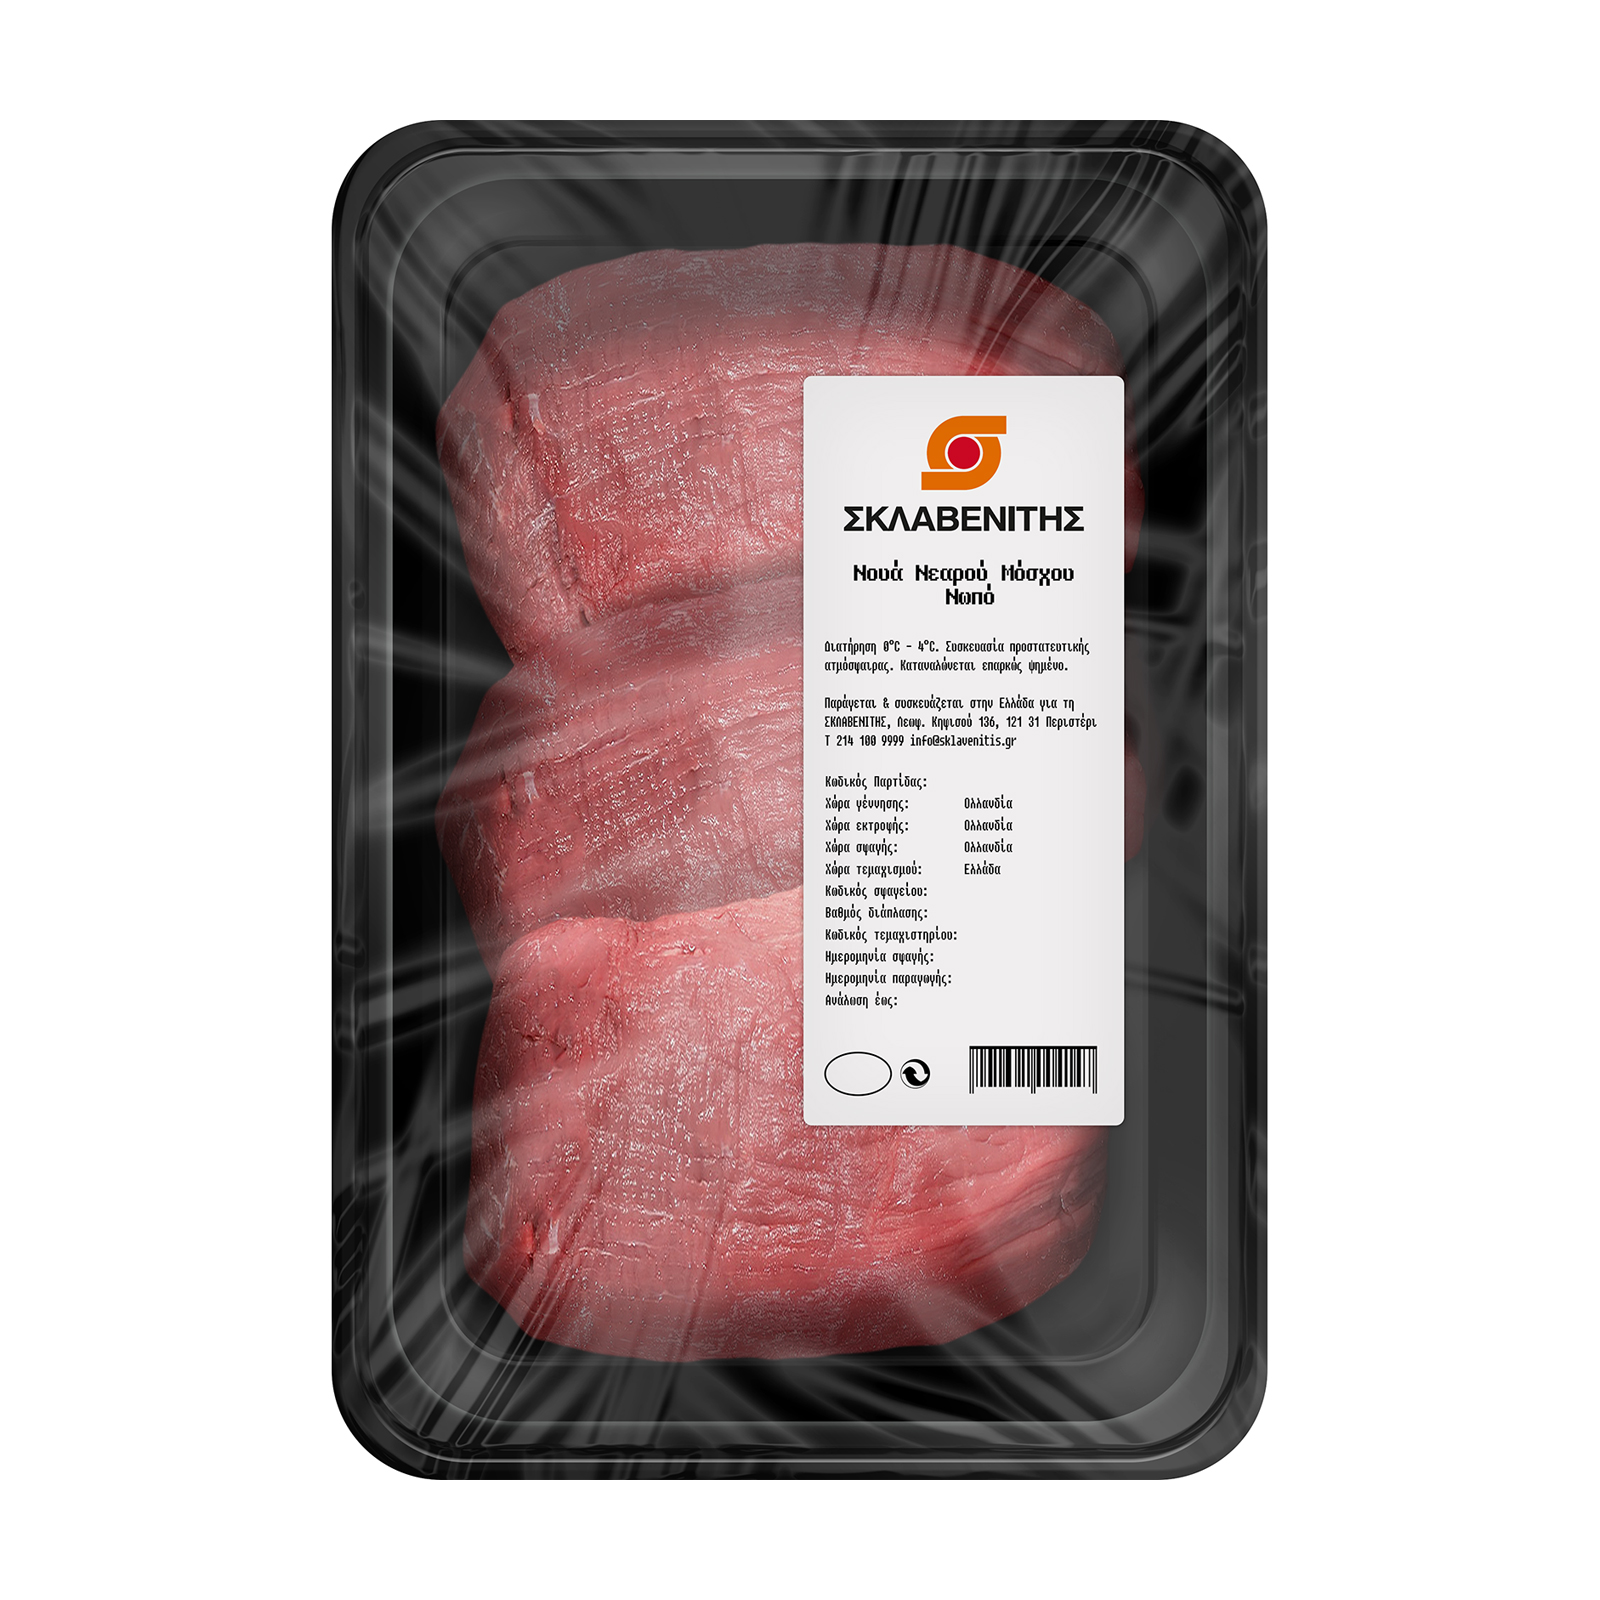 ΣΚΛΑΒΕΝΙΤΗΣ
Νουά Νεαρού Μόσχου
Νωπό
Διατήρηση 0°C - 4°C. Συσκευασία προστατευτικής
ατμόσφαιρας. Καταναλώνεται επαρκώς ψημένο.
Παράγεται & συσκευάζεται στην Ελλάδα για τη
ΣΚΛΑΒΕΝΙΤΗΣ, Λεωφ. Κηφισού 136, 121 31 Περιστέρι
Τ 214 100 9999 info@sklavenitis.gr
Κωδικός Παρτίδας:
Χώρα γέννησης: Ολλανδία
Χώρα εκτροφής: Ολλανδία
Χώρα σφαγής: Ολλανδία
Χώρα τεμαχισμού: Ελλάδα
Κωδικός σφαγείου:
Βαθμός διάπλασης:
Κωδικός τεμαχιστηρίου:
Ημερομηνία σφαγής:
Ημερομηνία παραγωγής:
Ανάλωση έως: